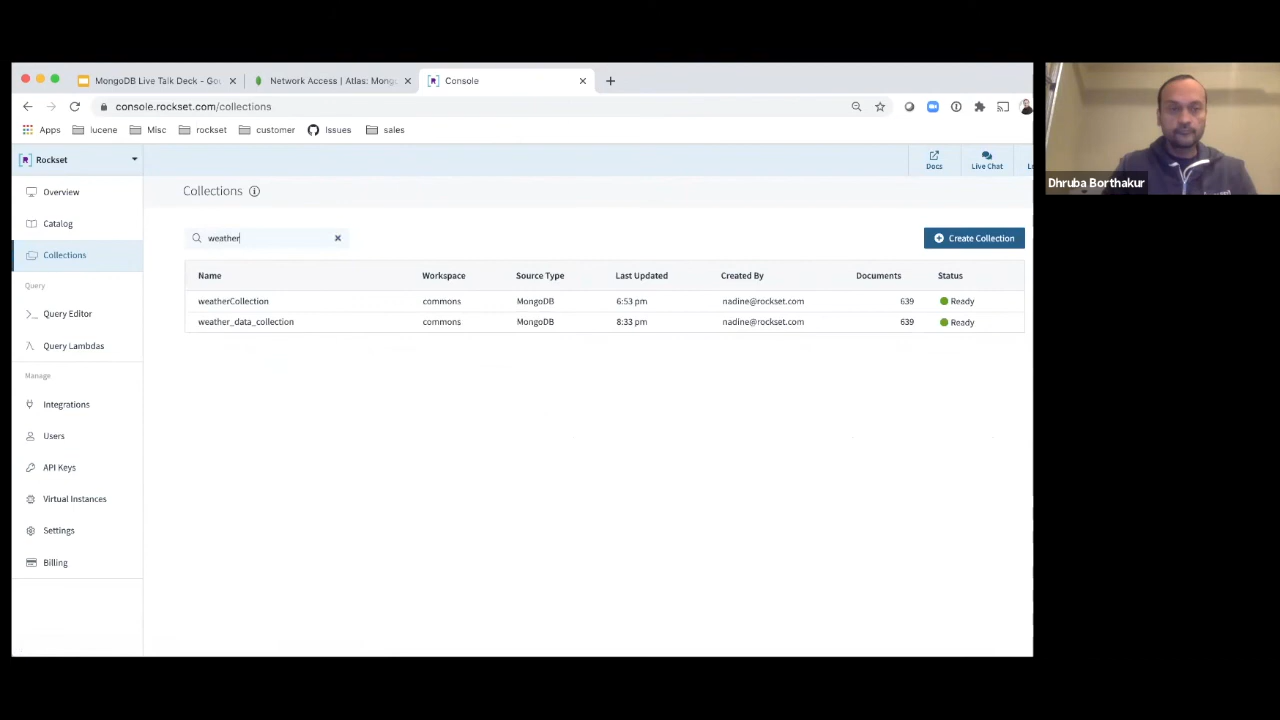 MongoDB Live Talk Deck - Goo
Network Access | Atlas: Mongo
Console
console.rockset.com/collections
Apps lucene Misc rockset customer Issues sales
Rockset
Docs
Live Chat
Overview
Catalog
Collections
Query
Query Editor
Query Lambdas
Manage
Integrations
Users
API Keys
Virtual Instances
Settings
Billing
Collections
weather
Create Collection
Name Workspace Source Type Last Updated Created By Documents Status
weatherCollection commons MongoDB 6:53 pm nadine@rockset.com 639 Ready
weather_data_collection commons MongoDB 8:33 pm nadine@rockset.com 639 Ready
Dhruba Borthakur